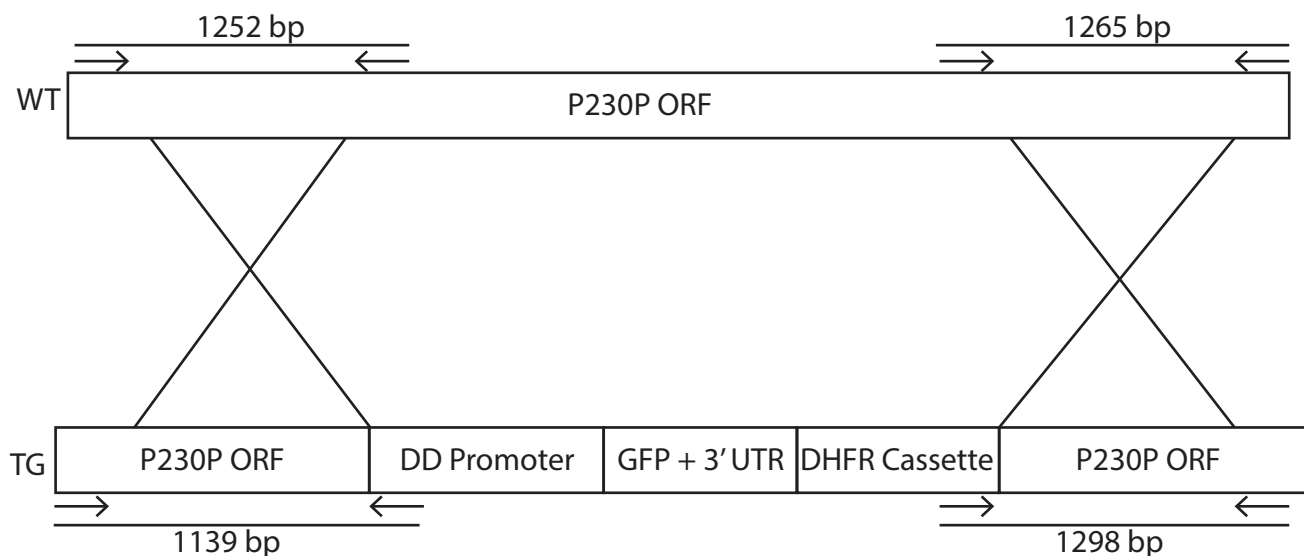 1252 bp
1265 bp
WT
P230P ORF
TG
P230P ORF
DD Promoter
GFP + 3' UTR
DHFR Cassette
P230P ORF
1139 bp
1298 bp